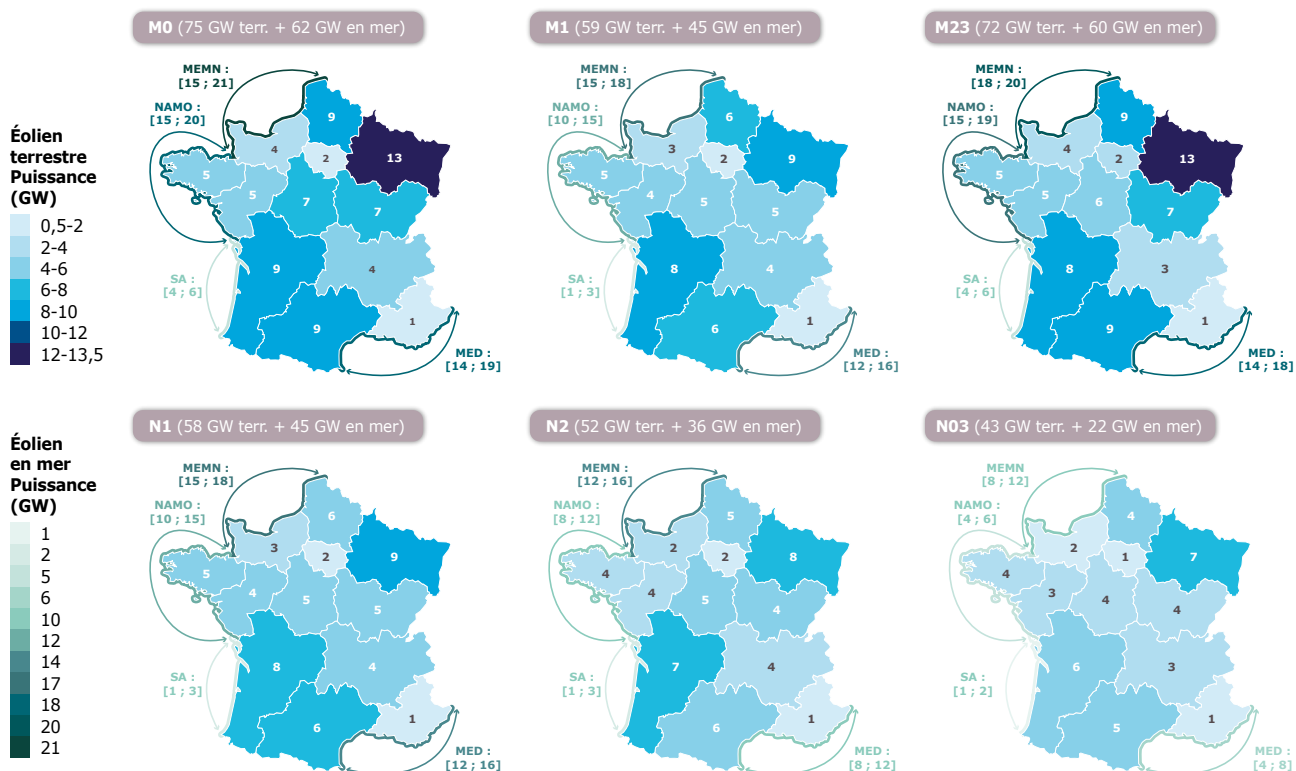 M0 (75 GW terr. + 62 GW en mer)
MEMN :
[15 ; 21]
NAMO :
[15 ; 20]
9
4
2
13
5
5
7
7
9
4
SA :
[4 ; 6]
9
1
MED :
[14 ; 19]
M1 (59 GW terr. + 45 GW en mer)
MEMN :
[15 ; 18]
NAMO :
[10 ; 15]
6
3
2
9
5
4
5
5
8
4
SA :
[1 ; 3]
6
1
MED :
[12 ; 16]
M23 (72 GW terr. + 60 GW en mer)
MEMN :
[18 ; 20]
NAMO :
[15 ; 19]
9
4
2
13
5
5
6
7
8
3
SA :
[4 ; 6]
9
1
MED :
[14 ; 18]
Éolien
terrestre
Puissance
(GW)
0,5-2
2-4
4-6
6-8
8-10
10-12
12-13,5
N1 (58 GW terr. + 45 GW en mer)
MEMN :
[15 ; 18]
NAMO :
[10 ; 15]
6
3
2
9
5
4
5
5
8
4
SA :
[1 ; 3]
6
1
MED :
[12 ; 16]
N2 (52 GW terr. + 36 GW en mer)
MEMN :
[12 ; 16]
NAMO :
[8 ; 12]
5
2
2
8
4
4
5
4
7
4
SA :
[1 ; 3]
6
1
MED :
[8 ; 12]
N03 (43 GW terr. + 22 GW en mer)
MEMN
[8 ; 12]
NAMO :
[4 ; 6]
4
2
1
7
4
3
4
4
6
3
SA :
[1 ; 2]
5
1
MED :
[4 ; 8]
Éolien
en mer
Puissance
(GW)
1
2
5
6
10
12
14
17
18
20
21